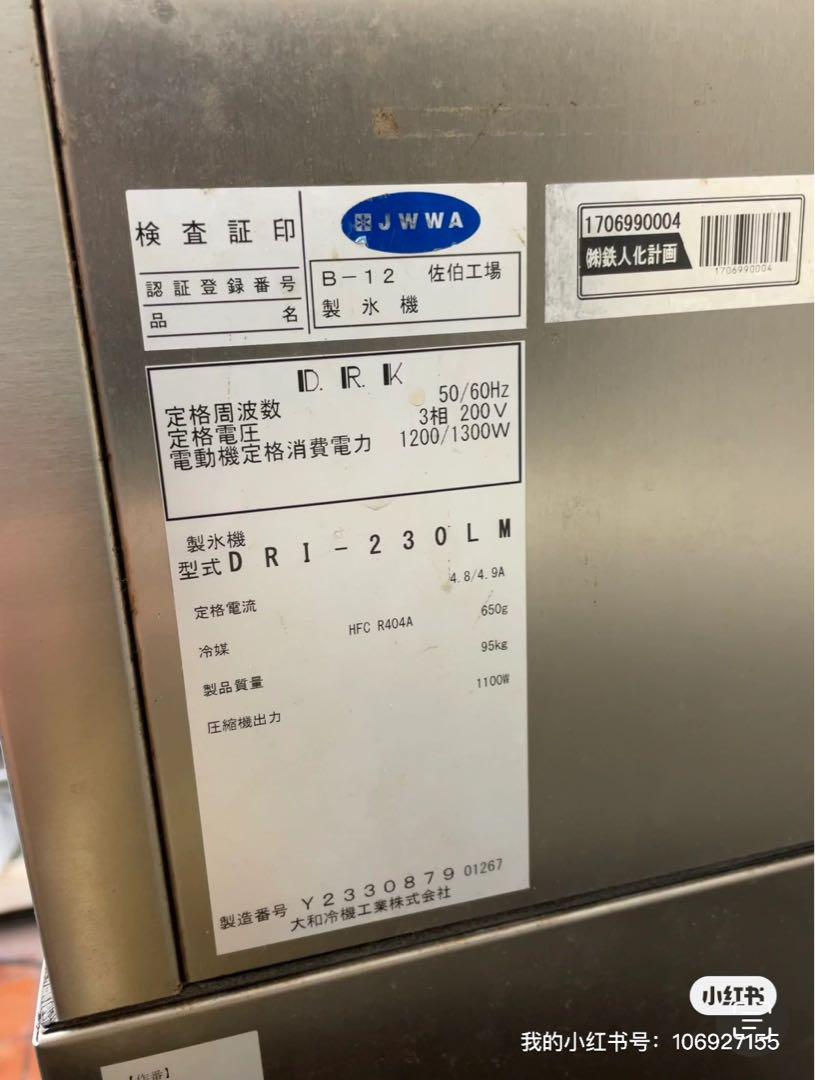 検査証印
JWWA
認証登録番号
B-12 佐伯工場
品名
製氷機
1706990004
㈱鉄人化計画
1706990004
D.R.K
定格周波数 50/60Hz
定格電圧 3相 200V
電動機定格消費電力 1200/1300W
製氷機
型式 DRI-230LM
定格電流 4.8/4.9A
冷媒 HFC R404A 650g
製品質量 95kg
圧縮機出力 1100W
製造番号 Y2330879 01267
大和冷機工業株式会社
小红书
我的小红书号：106927155
【作番】